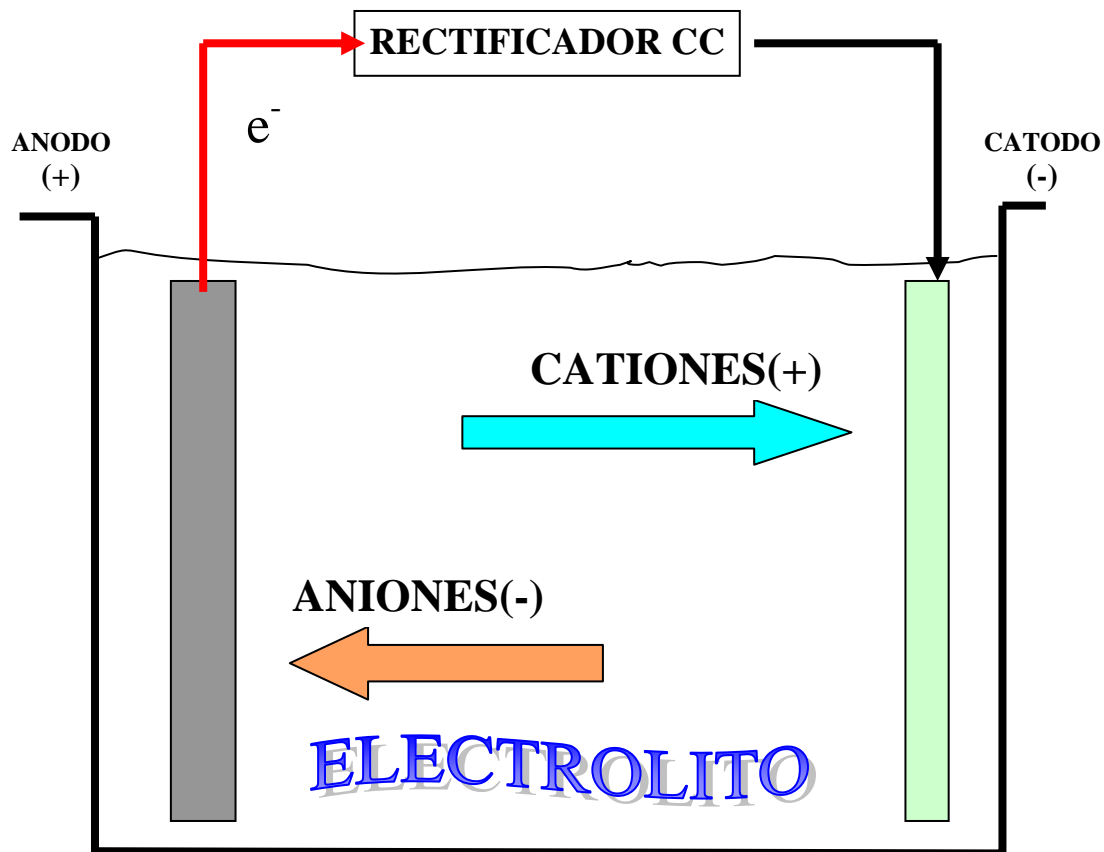 RECTIFICADOR CC
e-
ANODO
(+)
CATODO
(-)
CATIONES(+)
ANIONES(-)
ELECTROLITO